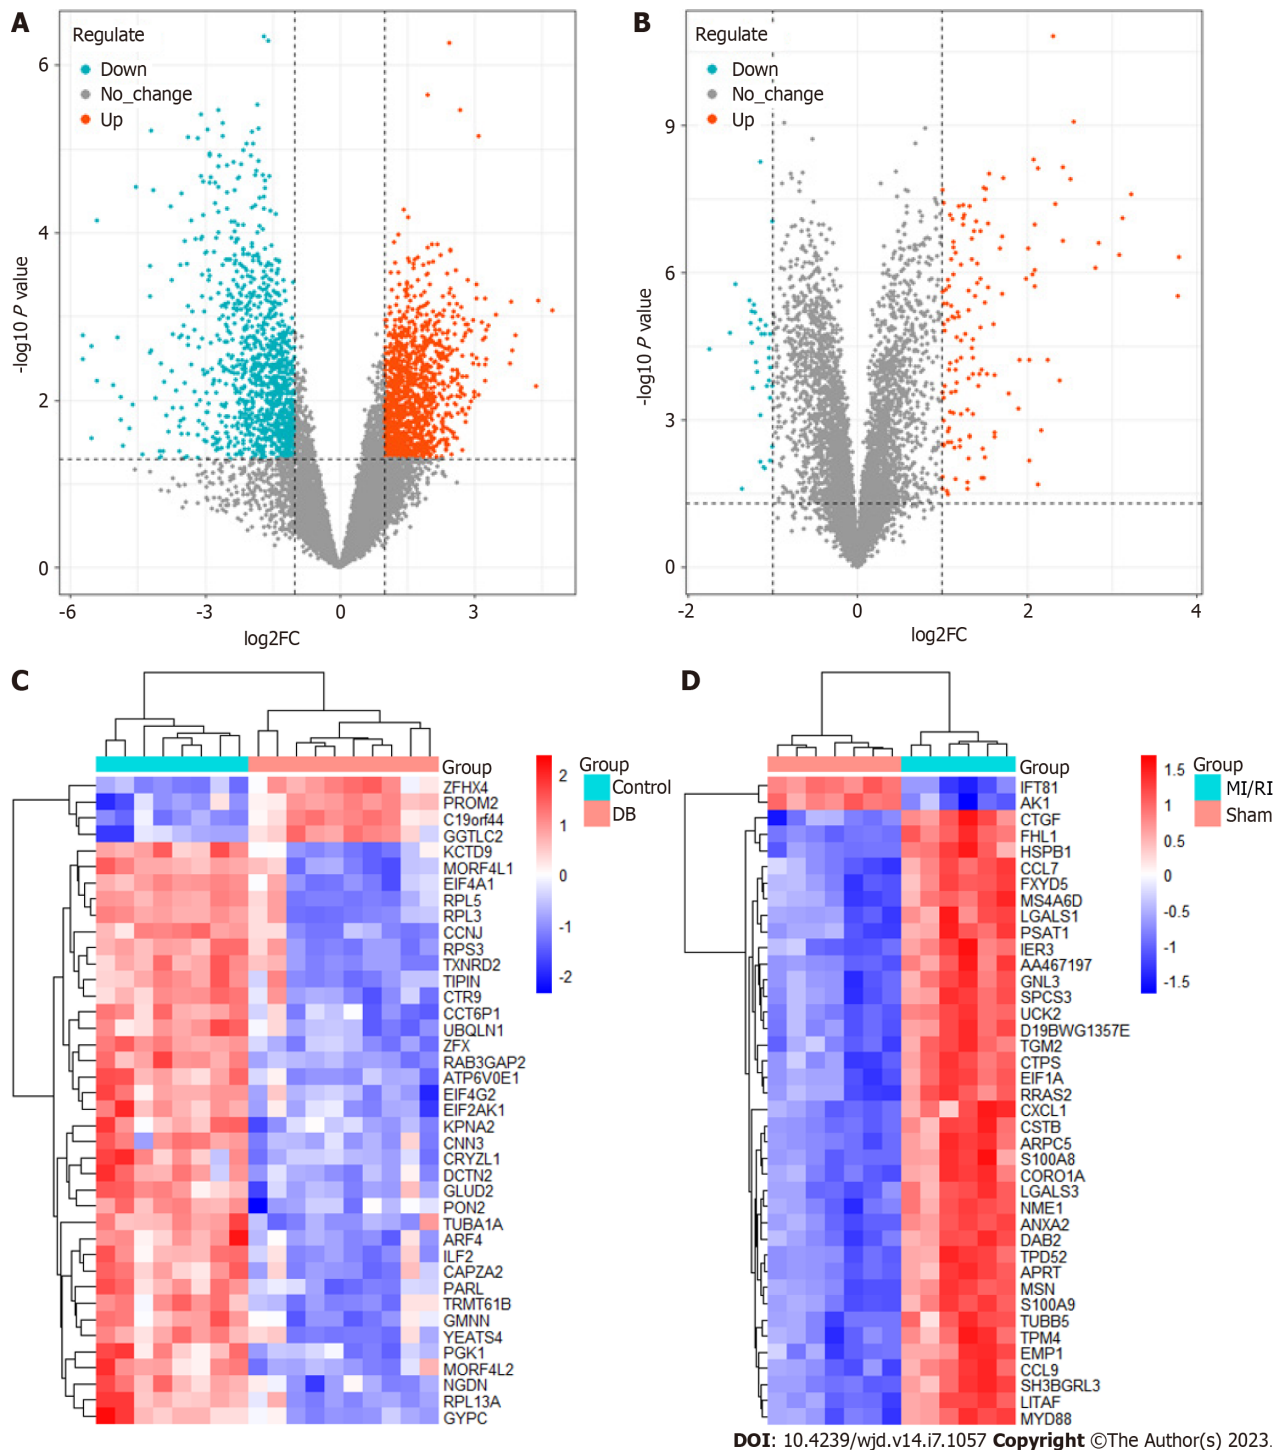 A
Regulate
Down
No_change
Up
6
4
2
0
-6
-3
0
3
-log10 P value
log2FC
B
Regulate
Down
No_change
Up
9
6
3
0
-2
0
2
4
-log10 P value
log2FC
C
Group
ZFHX4
PROM2
C19orf44
GGTLC2
KCTD9
MORF4L1
EIF4A1
RPL5
RPL3
CCNJ
RPS3
TXNRD2
TIPIN
CTR9
CCT6P1
UBQLN1
ZFX
RAB3GAP2
ATP6V0E1
EIF4G2
EIF2AK1
KPNA2
CNN3
CRYZL1
DCTN2
GLUD2
PON2
TUBA1A
ARF4
ILF2
CAPZA2
PARL
TRMT61B
GMNN
YEATS4
PGK1
MORF4L2
NGDN
RPL13A
GYPC
2
1
0
-1
-2
Group
Control
DB
D
Group
IFT81
AK1
CTGF
FHL1
HSPB1
CCL7
FXYD5
MS4A6D
LGALS1
PSAT1
IER3
AA467197
GNL3
SPCS3
UCK2
D19BWG1357E
TGM2
CTPS
EIF1A
RRAS2
CXCL1
CSTB
ARPC5
S100A8
CORO1A
LGALS3
NME1
ANXA2
DAB2
TPD52
APRT
MSN
S100A9
TUBB5
TPM4
EMP1
CCL9
SH3BGRL3
LITAF
MYD88
1.5
1
0.5
0
-0.5
-1
-1.5
Group
MI/RI
Sham
DOI: 10.4239/wjd.v14.i7.1057 Copyright ©The Author(s) 2023.